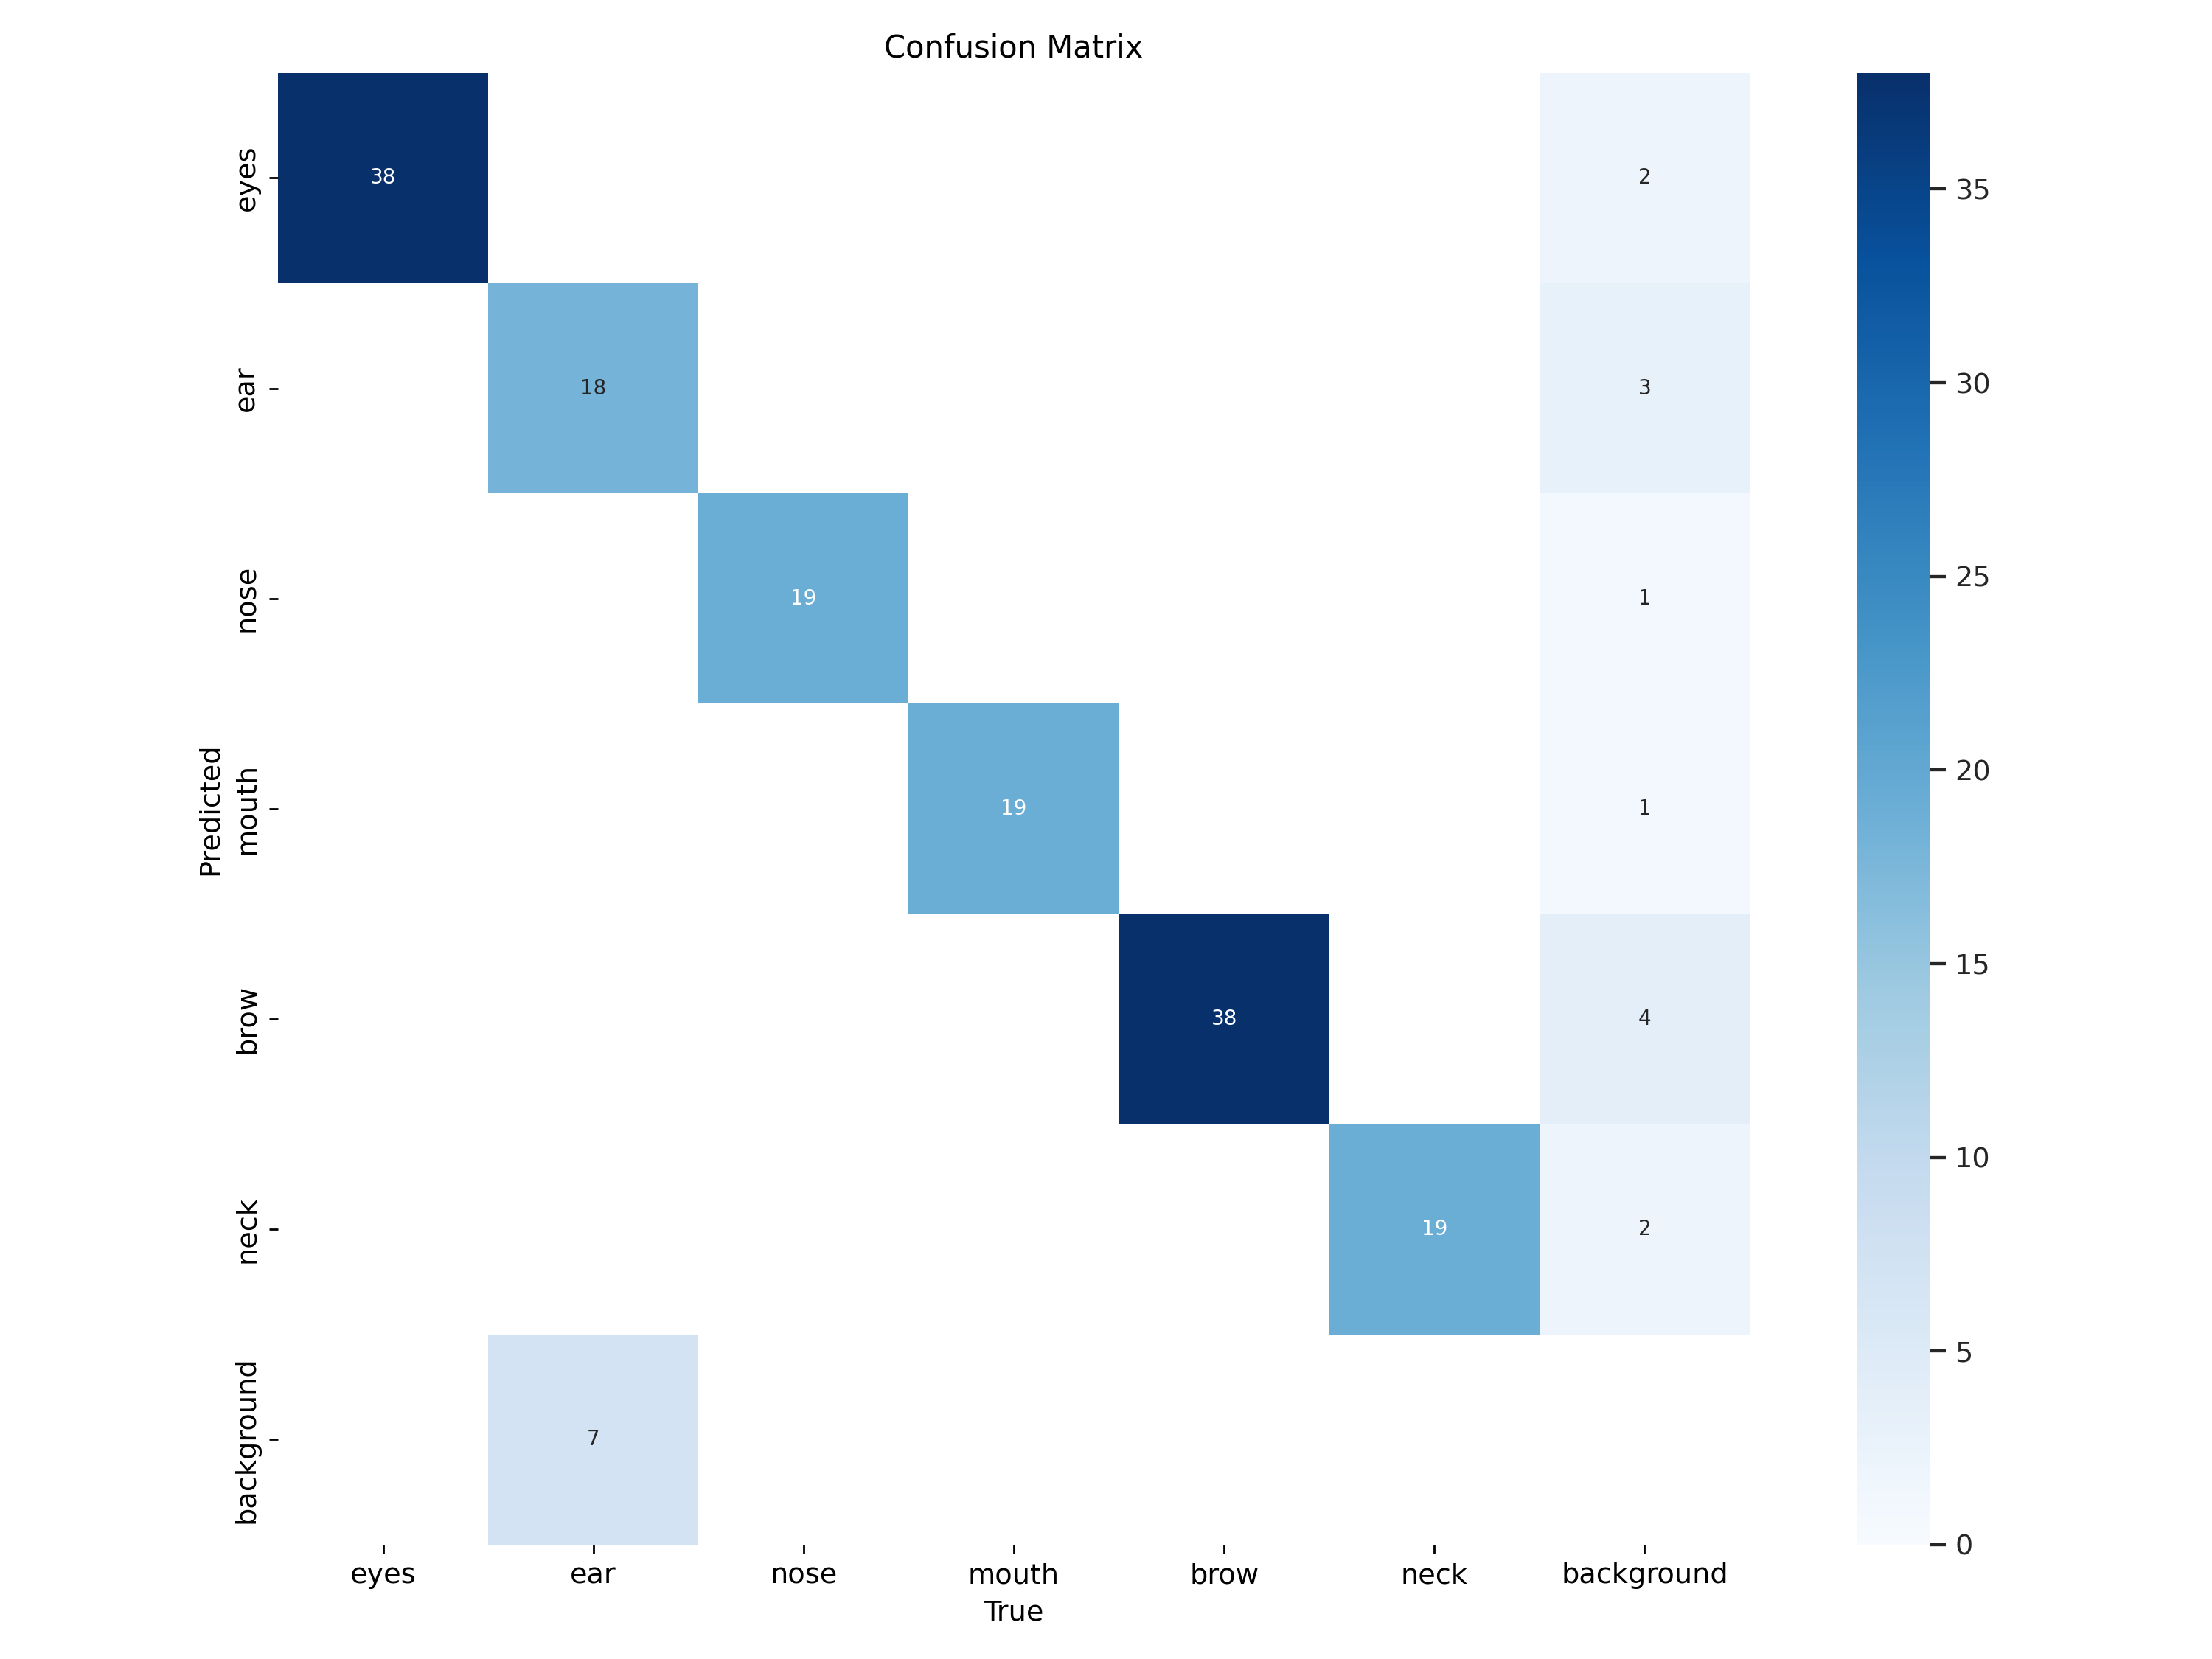 Confusion Matrix
eyes
38
2
35
ear
18
3
30
nose
19
1
25
Predicted
mouth
19
1
20
brow
38
4
15
neck
19
2
10
background
7
5
0
eyes ear nose mouth brow neck background
True